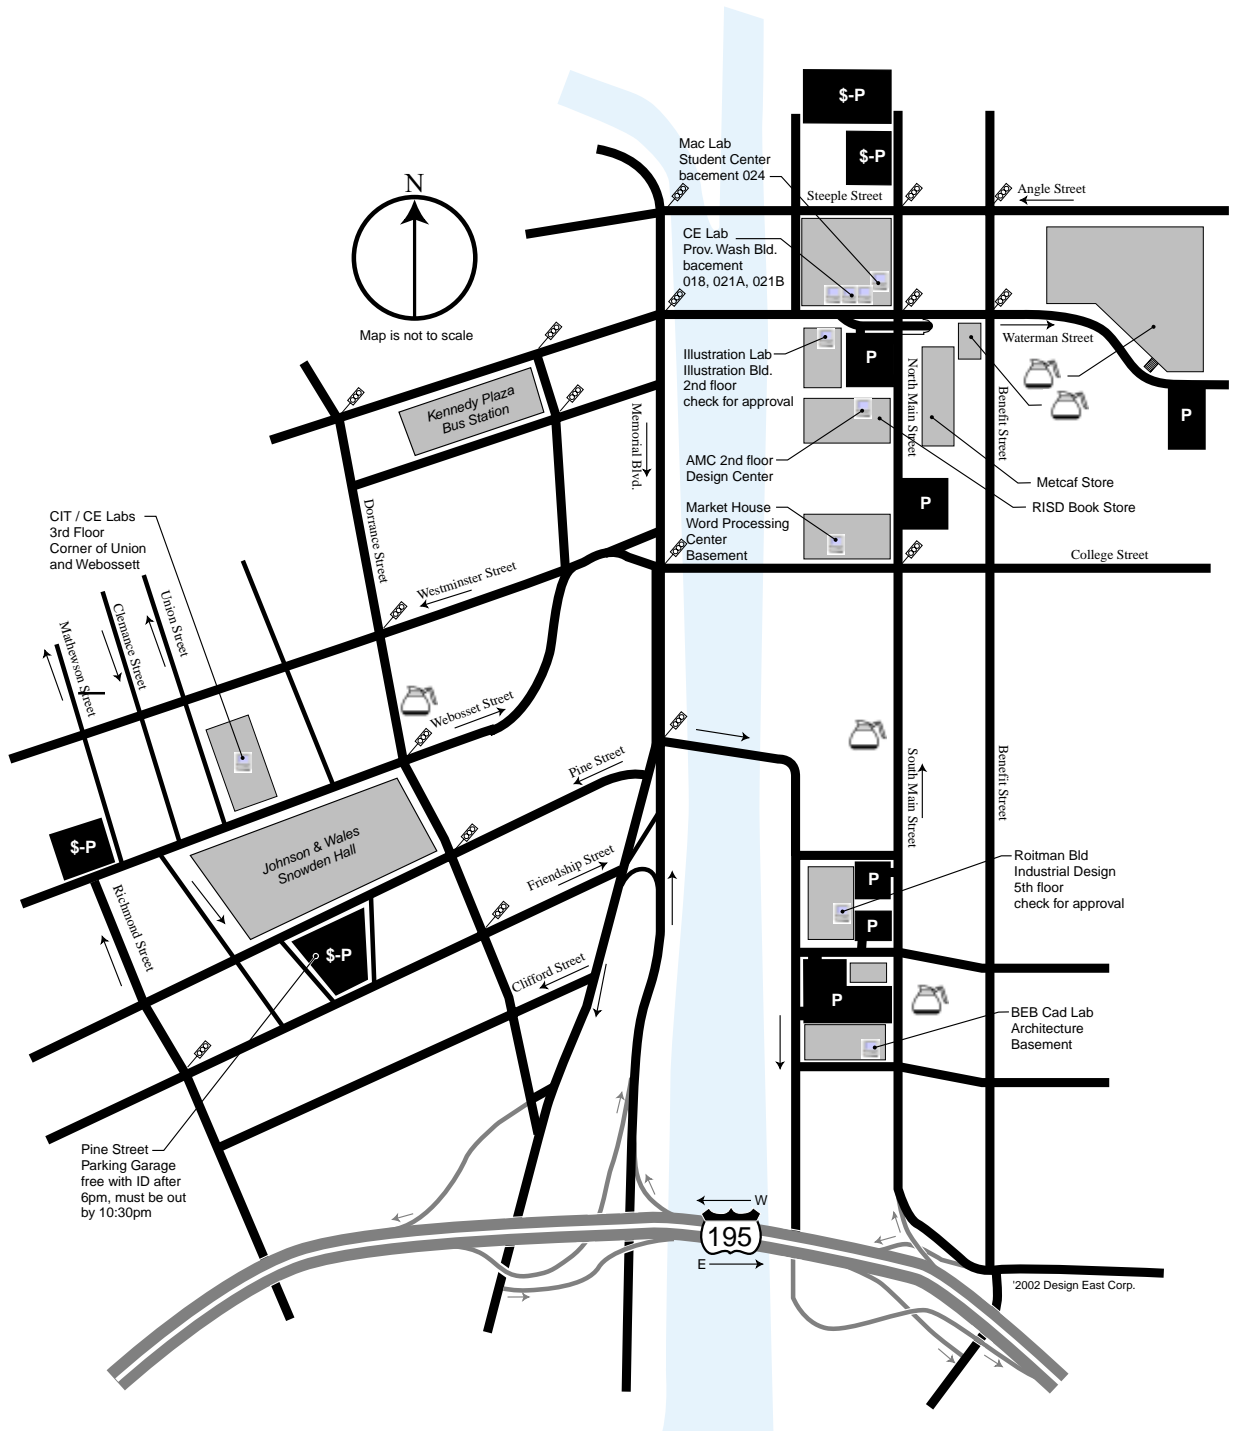 $-P
$-P
Mac Lab
Student Center
bacement 024
Steeple Street
Angle Street
N
Map is not to scale
CE Lab
Prov. Wash Bld.
bacement
018, 021A, 021B
Waterman Street
Illustration Lab
Illustration Bld.
2nd floor
check for approval
P
North Main Street
Benefit Street
P
Kennedy Plaza
Bus Station
Memorial Blvd.
AMC 2nd floor
Design Center
Metcaf Store
RISD Book Store
P
Market House
Word Processing
Center
Basement
College Street
CIT / CE Labs
3rd Floor
Corner of Union
and Webossett
Dorrance Street
Westminster Street
Mathewson Street
Clemance Street
Union Street
Webosset Street
Pine Street
South Main Street
Benefit Street
$-P
Johnson & Wales
Snowden Hall
Friendship Street
Richmond Street
$-P
Clifford Street
P
P
Roitman Bld
Industrial Design
5th floor
check for approval
P
BEB Cad Lab
Architecture
Basement
Pine Street
Parking Garage
free with ID after
6pm, must be out
by 10:30pm
W
195
E
'2002 Design East Corp.